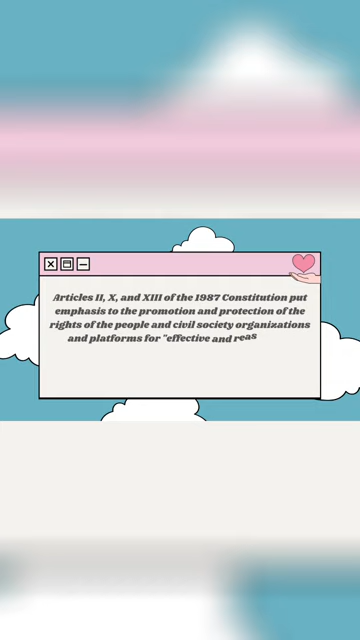 Articles II, X, and XIII of the 1987 Constitution put
emphasis to the promotion and protection of the
rights of the people and civil society organizations
and platforms for "effective and reas